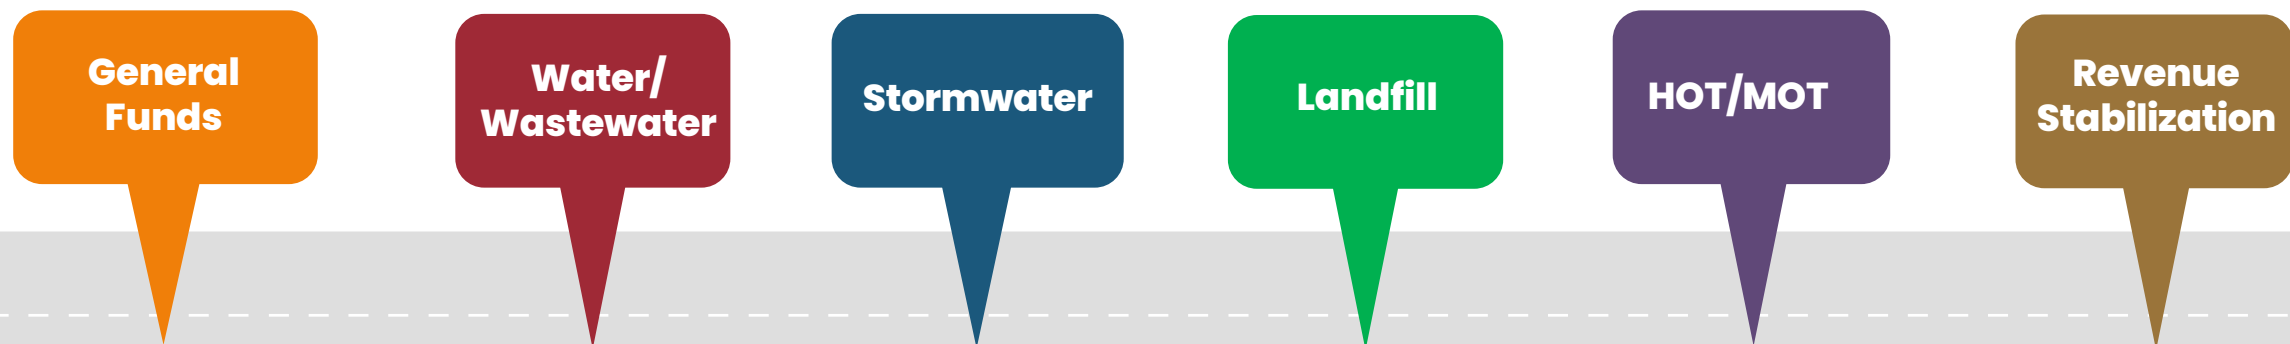 General
Funds
Water/
Wastewater
Stormwater
Landfill
HOT/MOT
Revenue
Stabilization